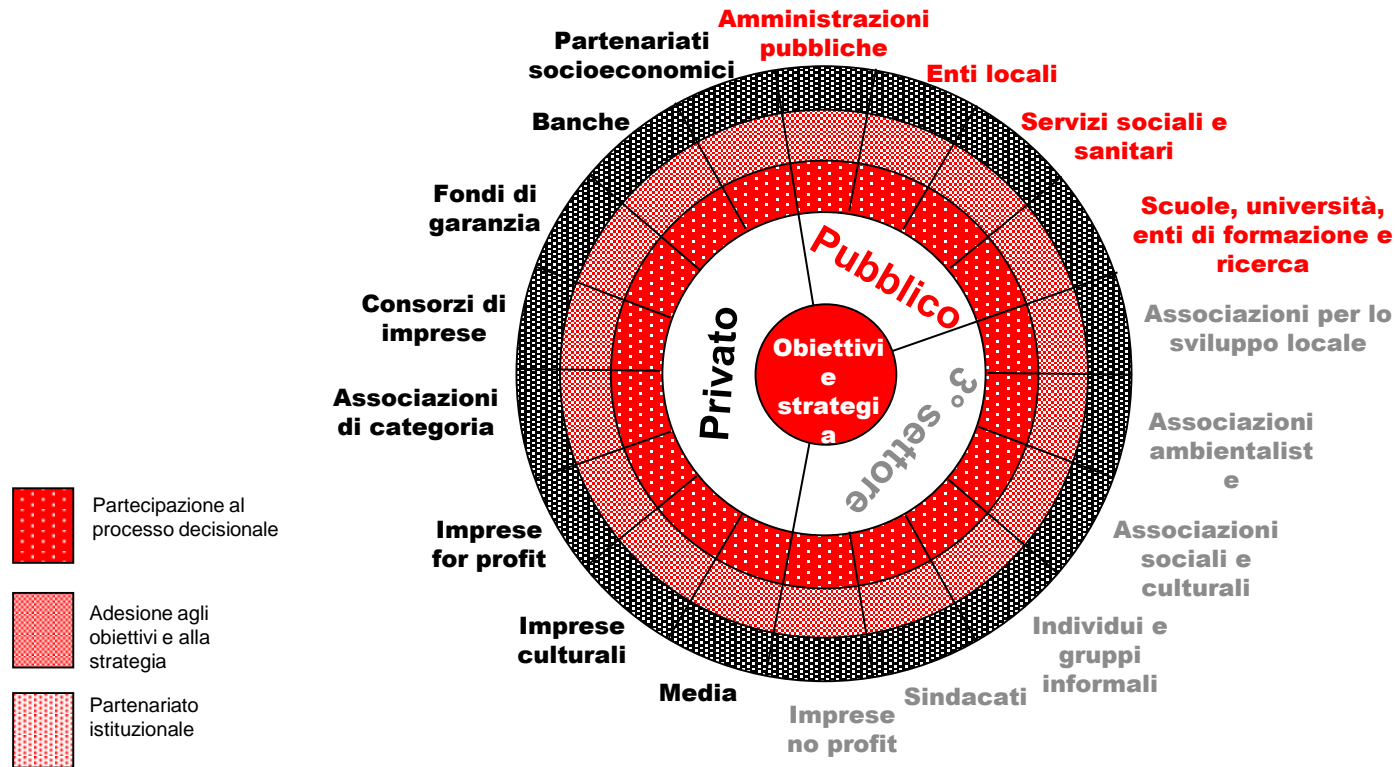 Amministrazioni
pubbliche
Partenariati
socioeconomici
Enti locali
Banche
Servizi sociali e
sanitari
Fondi di
garanzia
Scuole, università,
enti di formazione e
ricerca
Consorzi di
imprese
Associazioni per lo
sviluppo locale
Associazioni
di categoria
Associazioni
ambientalist
e
Imprese
for profit
Associazioni
sociali e
culturali
Imprese
culturali
Individui e
gruppi
informali
Media
Sindacati
Imprese
no profit
Pubblico
Privato
3° settore
Obiettivi
e
strategi
a
Partecipazione al
processo decisionale
Adesione agli
obiettivi e alla
strategia
Partenariato
istituzionale